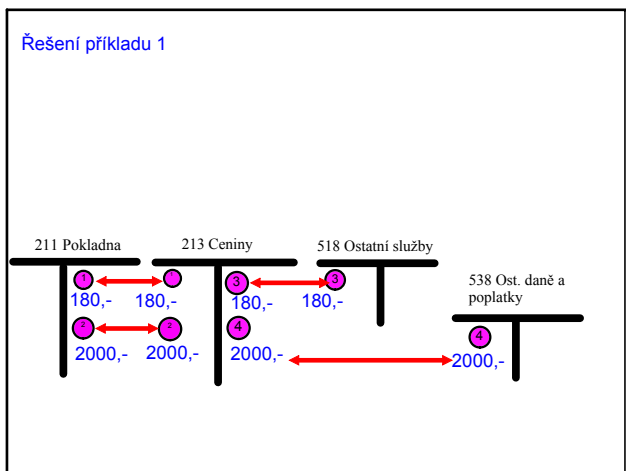 Řešení příkladu 1
211 Pokladna
213 Ceniny
518 Ostatní služby
538 Ost. daně a
poplatky
1
1
3
3
180,-
180,-
180,-
180,-
2
2
4
4
2000,-
2000,-
2000,-
2000,-